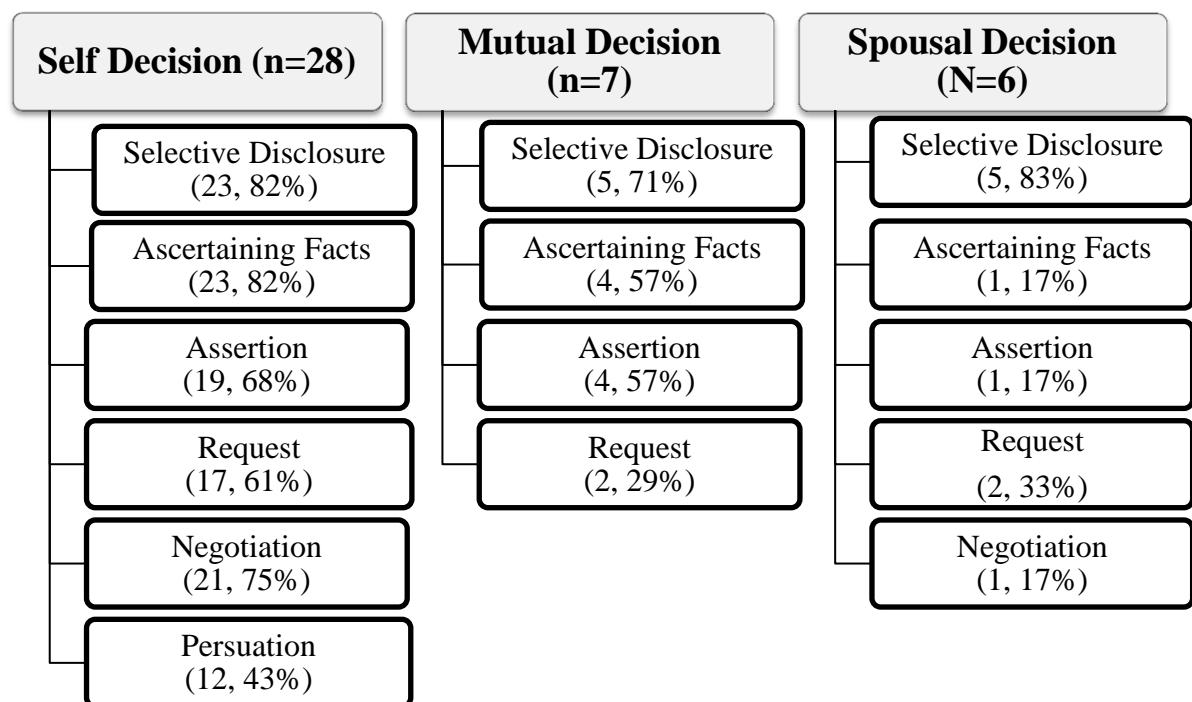 Self Decision (n=28)
Selective Disclosure
(23, 82%)
Ascertaining Facts
(23, 82%)
Assertion
(19, 68%)
Request
(17, 61%)
Negotiation
(21, 75%)
Persuation
(12, 43%)
Mutual Decision
(n=7)
Selective Disclosure
(5, 71%)
Ascertaining Facts
(4, 57%)
Assertion
(4, 57%)
Request
(2, 29%)
Spousal Decision
(N=6)
Selective Disclosure
(5, 83%)
Ascertaining Facts
(1, 17%)
Assertion
(1, 17%)
Request
(2, 33%)
Negotiation
(1, 17%)